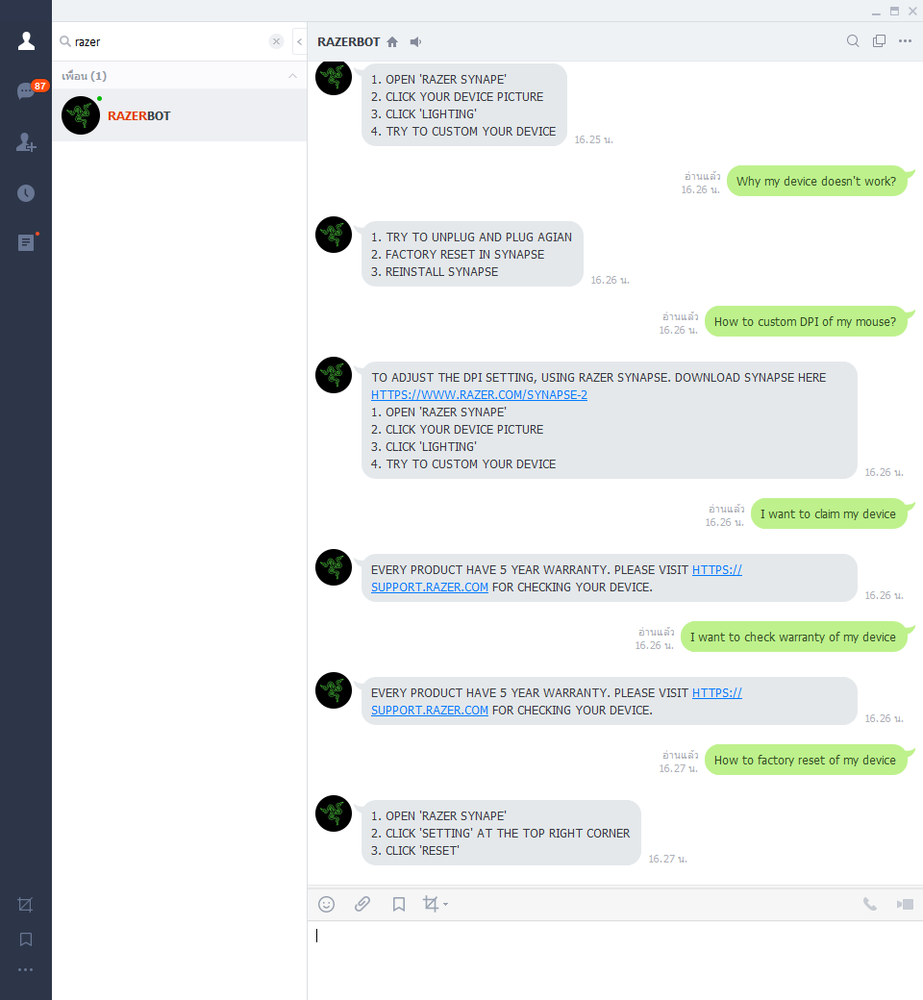 razer
RAZERBOT
87
เพื่อน (1)
RAZERBOT
1. OPEN 'RAZER SYNAPE'
2. CLICK YOUR DEVICE PICTURE
3. CLICK 'LIGHTING'
4. TRY TO CUSTOM YOUR DEVICE
16.25 น.
อ่านแล้ว
16.26 น.
Why my device doesn't work?
1. TRY TO UNPLUG AND PLUG AGIAN
2. FACTORY RESET IN SYNAPSE
3. REINSTALL SYNAPSE
16.26 น.
อ่านแล้ว
16.26 น.
How to custom DPI of my mouse?
TO ADJUST THE DPI SETTING, USING RAZER SYNAPSE. DOWNLOAD SYNAPSE HERE
HTTPS://WWW.RAZER.COM/SYNAPSE-2
1. OPEN 'RAZER SYNAPE'
2. CLICK YOUR DEVICE PICTURE
3. CLICK 'LIGHTING'
4. TRY TO CUSTOM YOUR DEVICE
16.26 น.
อ่านแล้ว
16.26 น.
I want to claim my device
EVERY PRODUCT HAVE 5 YEAR WARRANTY. PLEASE VISIT HTTPS://
SUPPORT.RAZER.COM FOR CHECKING YOUR DEVICE.
16.26 น.
อ่านแล้ว
16.26 น.
I want to check warranty of my device
EVERY PRODUCT HAVE 5 YEAR WARRANTY. PLEASE VISIT HTTPS://
SUPPORT.RAZER.COM FOR CHECKING YOUR DEVICE.
16.26 น.
อ่านแล้ว
16.27 น.
How to factory reset of my device
1. OPEN 'RAZER SYNAPE'
2. CLICK 'SETTING' AT THE TOP RIGHT CORNER
3. CLICK 'RESET'
16.27 น.